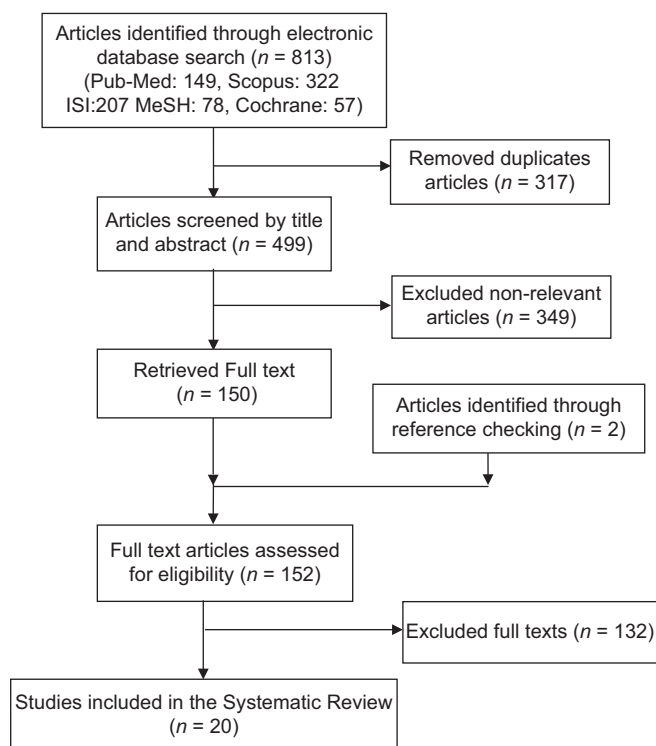 Articles identified through electronic
database search (n = 813)
(Pub-Med: 149, Scopus: 322
ISI:207 MeSH: 78, Cochrane: 57)
Removed duplicates
articles (n = 317)
Articles screened by title
and abstract (n = 499)
Excluded non-relevant
articles (n = 349)
Retrieved Full text
(n = 150)
Articles identified through
reference checking (n = 2)
Full text articles assessed
for eligibility (n = 152)
Excluded full texts (n = 132)
Studies included in the Systematic Review
(n = 20)